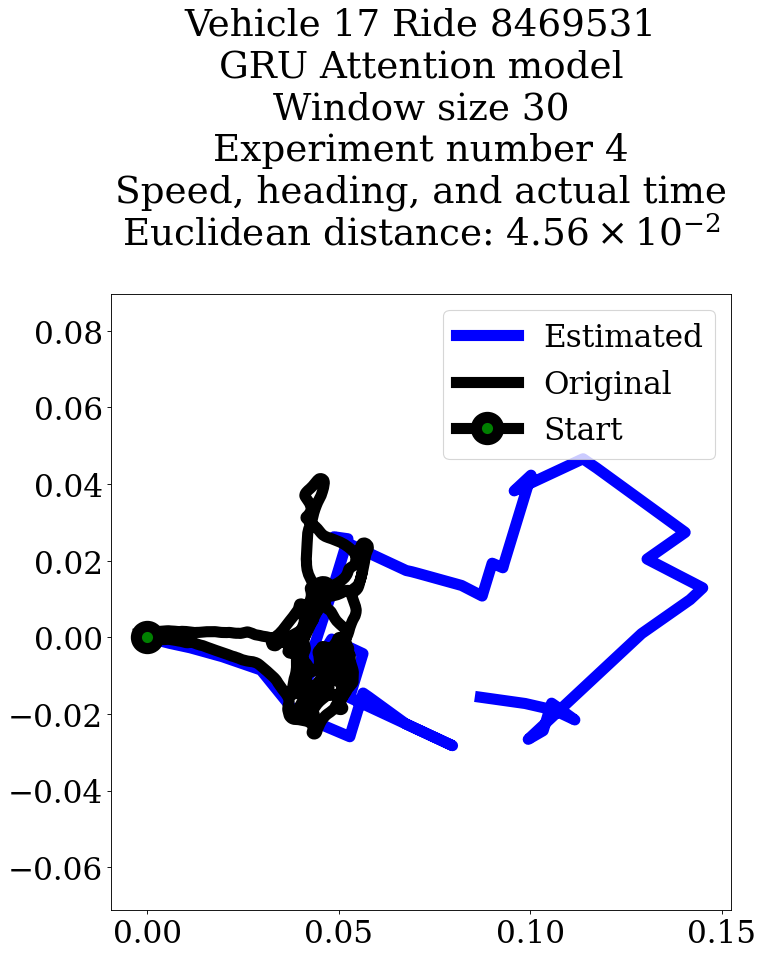 Vehicle 17 Ride 8469531
GRU Attention model
Window size 30
Experiment number 4
Speed, heading, and actual time
Euclidean distance: 4.56 × 10⁻²
Estimated
Original
Start
0.08
0.06
0.04
0.02
0.00
−0.02
−0.04
−0.06
0.00 0.05 0.10 0.15